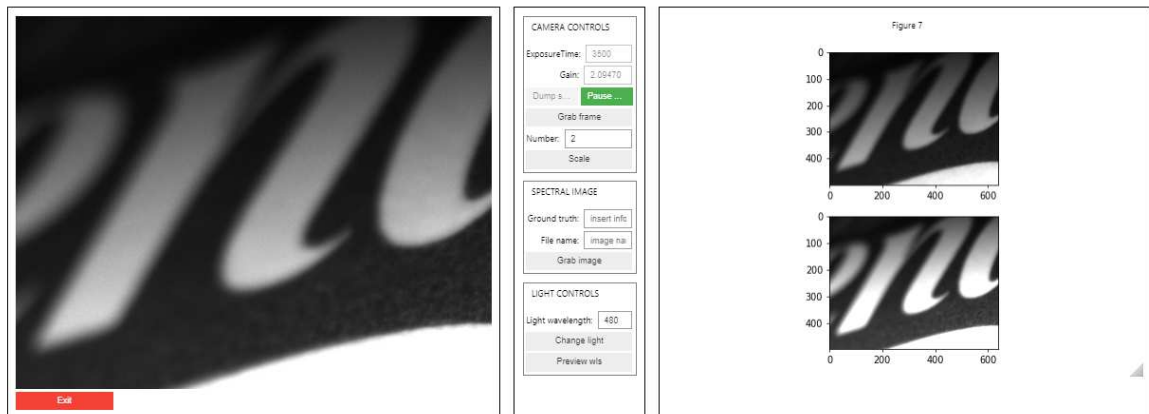 Exit
CAMERA CONTROLS
ExposureTime: 3500
Gain: 2.09470
Dump s... Pause ...
Grab frame
Number: 2
Scale
SPECTRAL IMAGE
Ground truth: insert info
File name: image na
Grab image
LIGHT CONTROLS
Light wavelength: 480
Change light
Preview wls
Figure 7
0
100
200
300
400
0 200 400 600
0
100
200
300
400
0 200 400 600